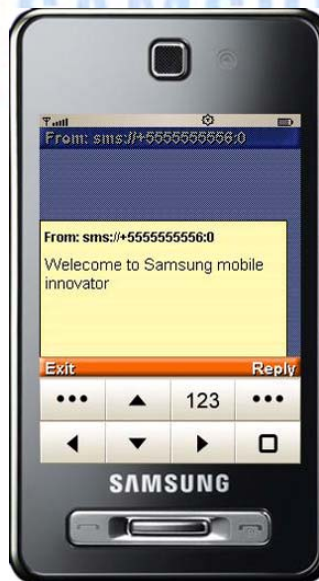 From: sms://+5555555556:0
From: sms://+5555555556:0
Welecome to Samsung mobile
innovator
Exit Reply
••• 123 •••
SAMSUNG